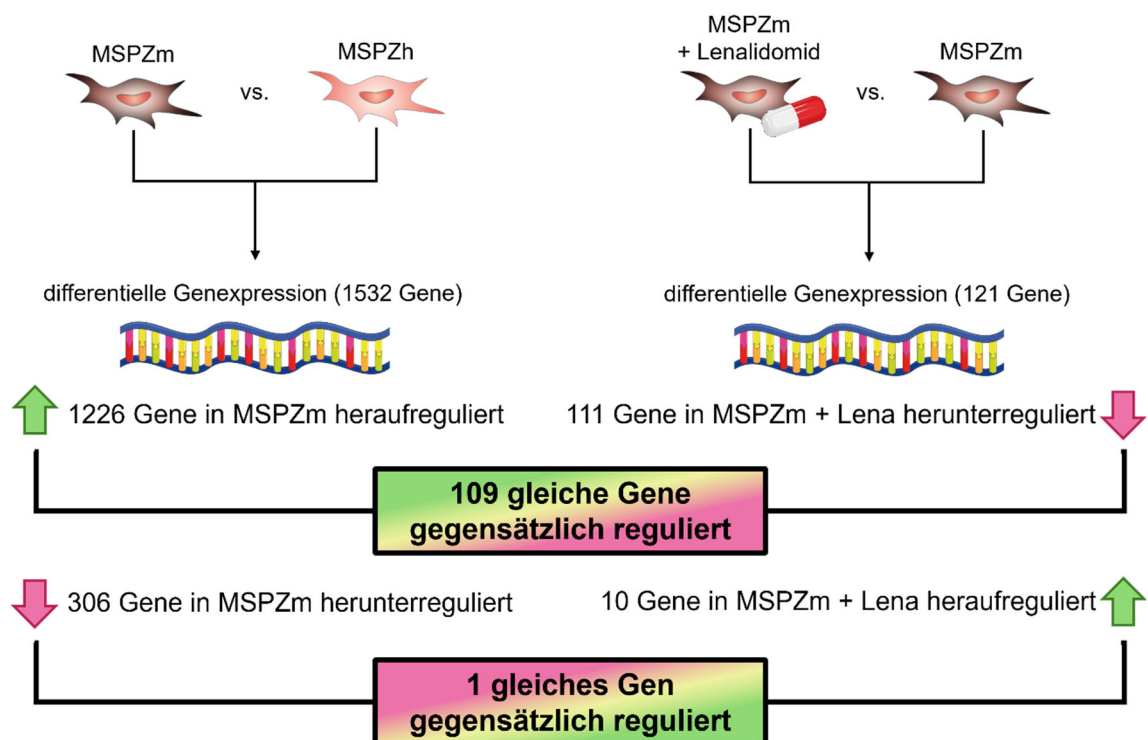 MSPZm
vs.
MSPZh
MSPZm
+ Lenalidomid
vs.
MSPZm
differentielle Genexpression (1532 Gene)
differentielle Genexpression (121 Gene)
1226 Gene in MSPZm heraufreguliert
111 Gene in MSPZm + Lena herunterreguliert
109 gleiche Gene
gegensätzlich reguliert
306 Gene in MSPZm herunterreguliert
10 Gene in MSPZm + Lena heraufreguliert
1 gleiches Gen
gegensätzlich reguliert